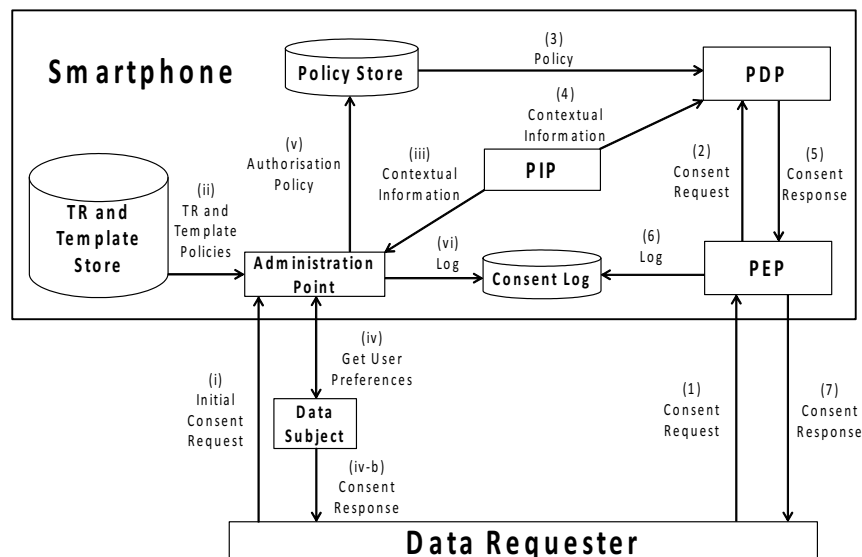 Smartphone
Policy Store
(3)
Policy
PDP
(4)
Contextual
Information
(v)
Authorisation
Policy
(iii)
Contextual
Information
PIP
(2)
Consent
Request
(5)
Consent
Response
TR and
Template
Store
(ii)
TR and
Template
Policies
Administration
Point
(vi)
Log
Consent Log
(6)
Log
PEP
(i)
Initial
Consent
Request
(iv)
Get User
Preferences
Data
Subject
(iv-b)
Consent
Response
(1)
Consent
Request
(7)
Consent
Response
Data Requester